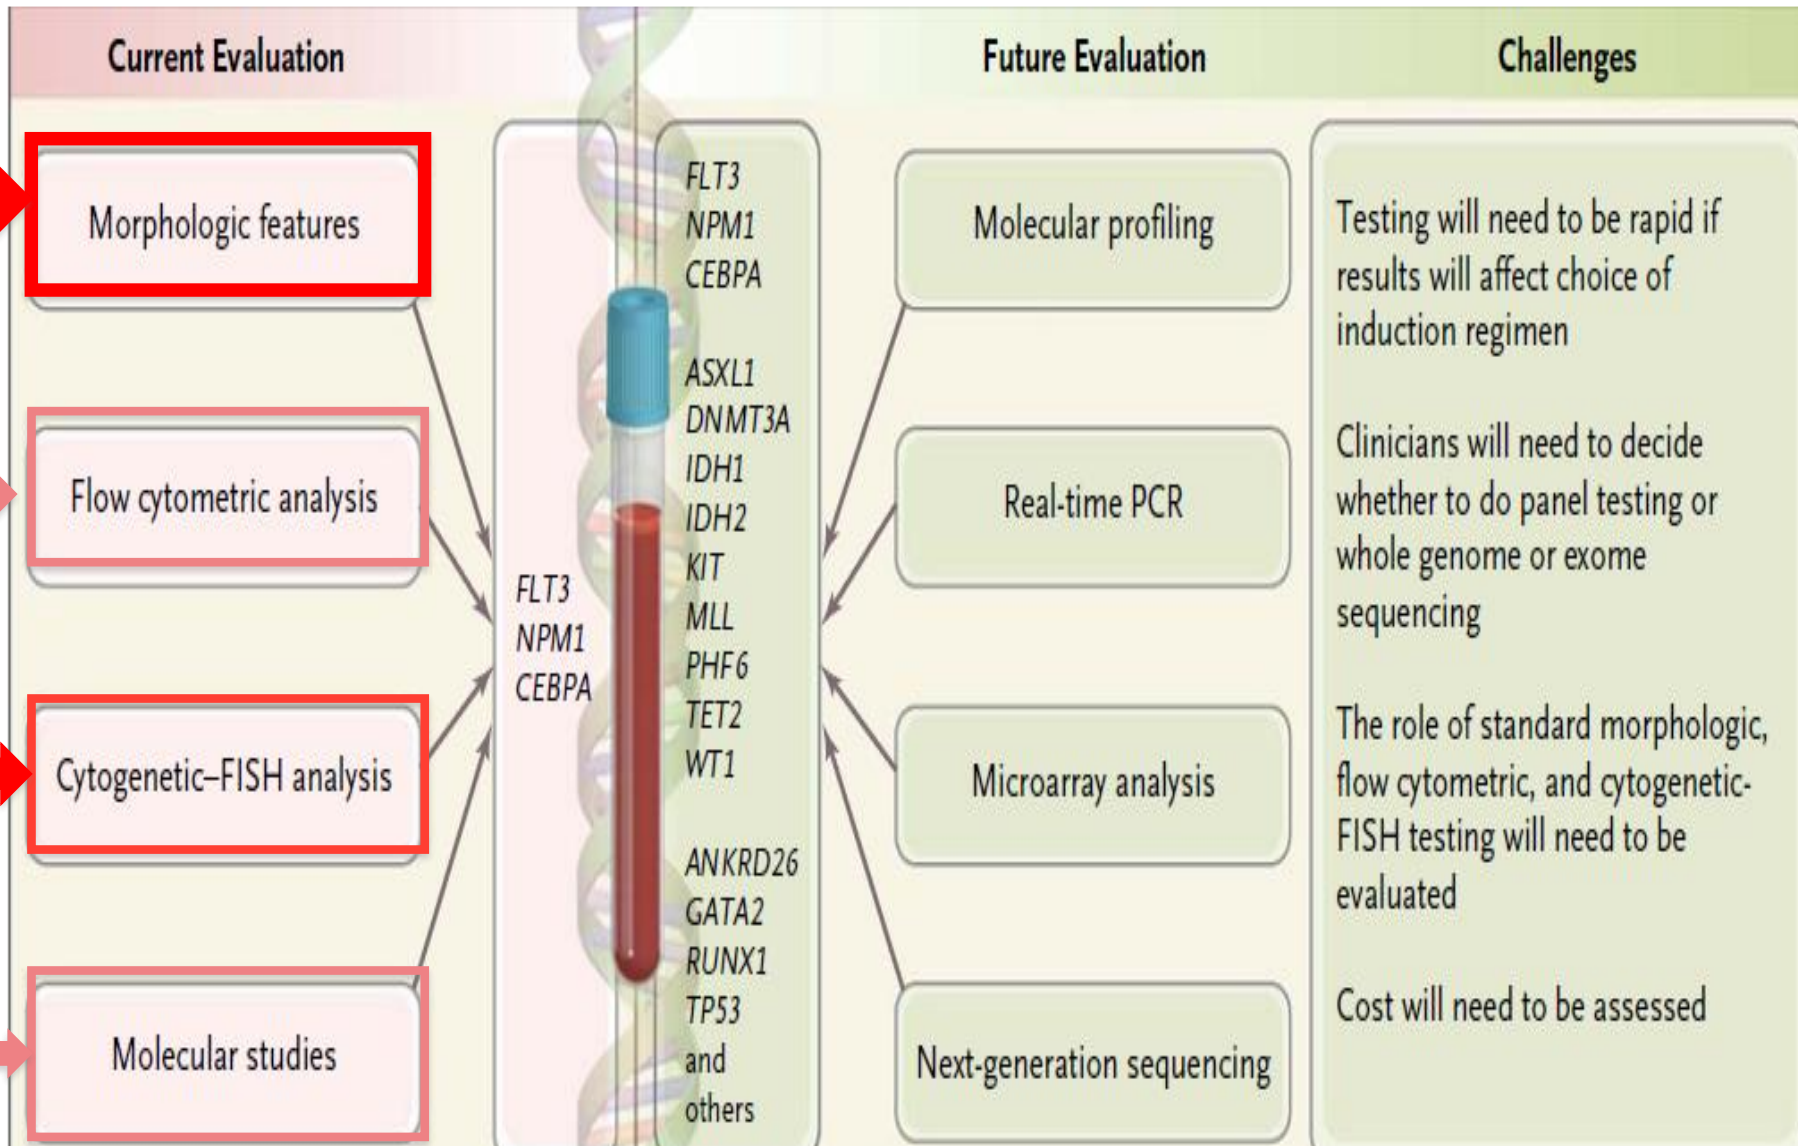 Current Evaluation
Future Evaluation
Challenges
Morphologic features
Flow cytometric analysis
Cytogenetic–FISH analysis
Molecular studies
FLT3
NPM1
CEBPA
FLT3
NPM1
CEBPA
ASXL1
DNMT3A
IDH1
IDH2
KIT
MLL
PHF6
TET2
WT1
ANKRD26
GATA2
RUNX1
TP53
and
others
Molecular profiling
Real-time PCR
Microarray analysis
Next-generation sequencing
Testing will need to be rapid if
results will affect choice of
induction regimen
Clinicians will need to decide
whether to do panel testing or
whole genome or exome
sequencing
The role of standard morphologic,
flow cytometric, and cytogenetic-
FISH testing will need to be
evaluated
Cost will need to be assessed